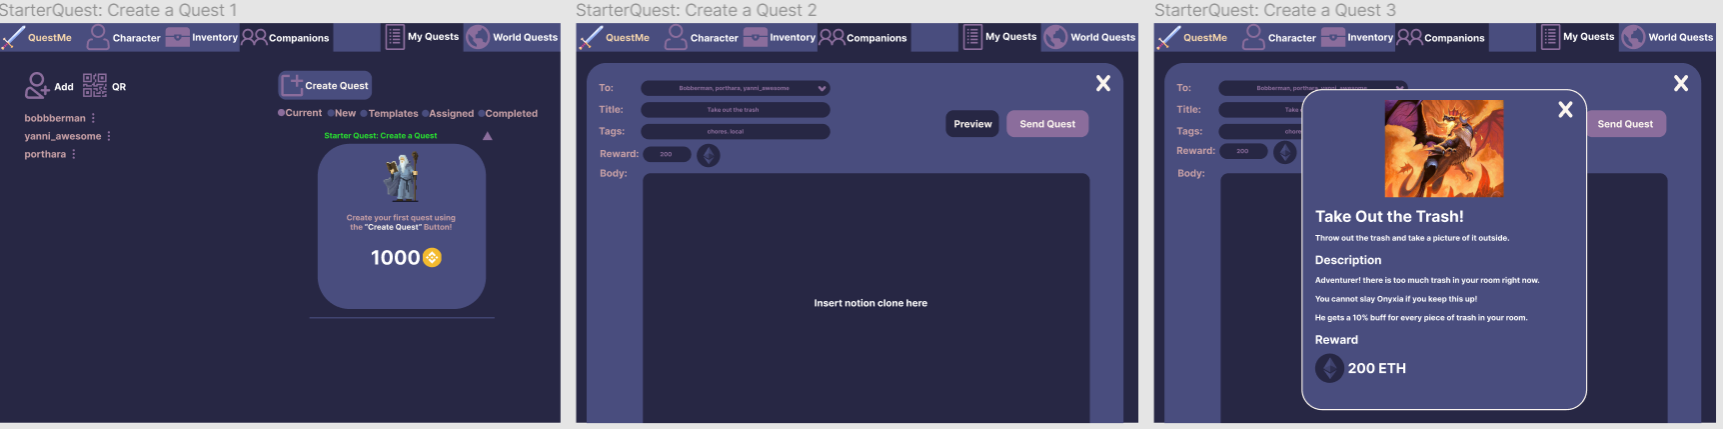 StarterQuest: Create a Quest 1
QuestMe Character Inventory Companions My Quests World Quests
Add QR
Create Quest
Current New Templates Assigned Completed
bobbberman
yanni_awesome
porthara
Starter Quest: Create a Quest
Create your first quest using
the "Create Quest" Button!
1000
StarterQuest: Create a Quest 2
QuestMe Character Inventory Companions My Quests World Quests
To: Bobberman, porthara, yanni_awesome
Title: Take out the trash
Tags: chores, local
Preview Send Quest
Reward: 200
Body:
Insert notion clone here
StarterQuest: Create a Quest 3
QuestMe Character Inventory Companions My Quests World Quests
To: Bobberman, porthara, yanni_awesome
Title: Take
Tags: chores
Send Quest
Reward: 200
Body:
Take Out the Trash!
Throw out the trash and take a picture of it outside.
Description
Adventurer! there is too much trash in your room right now.
You cannot slay Onyxia if you keep this up!
He gets a 10% buff for every piece of trash in your room.
Reward
200 ETH